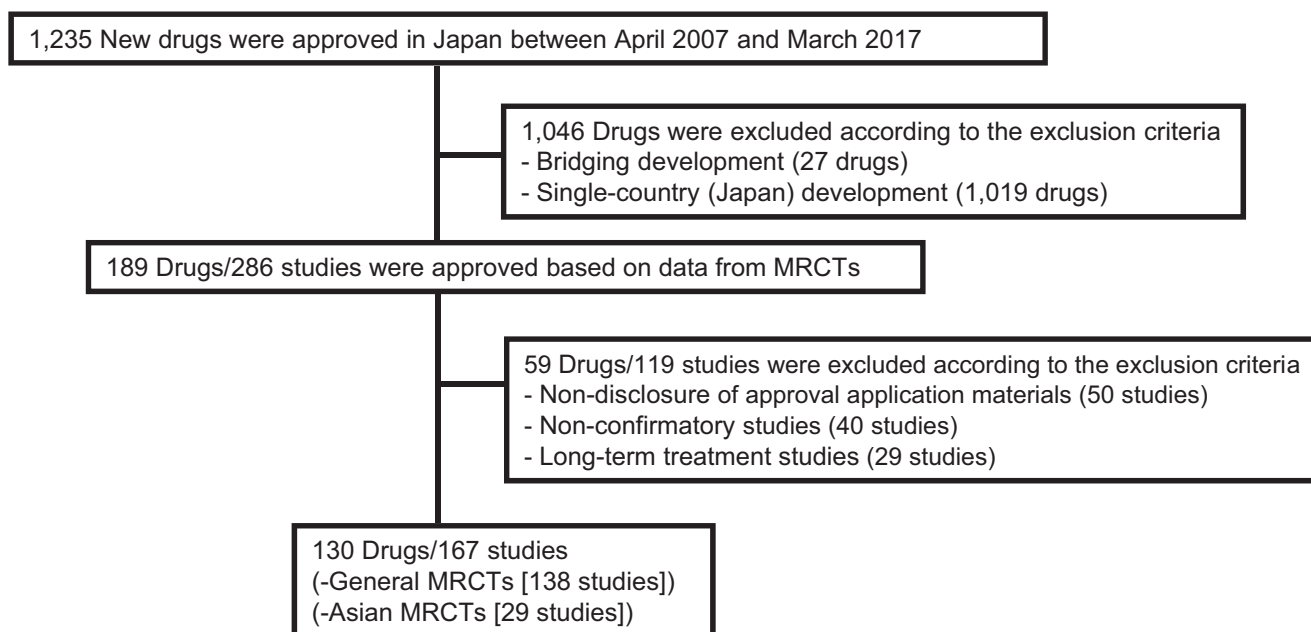 1,235 New drugs were approved in Japan between April 2007 and March 2017
1,046 Drugs were excluded according to the exclusion criteria
- Bridging development (27 drugs)
- Single-country (Japan) development (1,019 drugs)
189 Drugs/286 studies were approved based on data from MRCTs
59 Drugs/119 studies were excluded according to the exclusion criteria
- Non-disclosure of approval application materials (50 studies)
- Non-confirmatory studies (40 studies)
- Long-term treatment studies (29 studies)
130 Drugs/167 studies
(-General MRCTs [138 studies])
(-Asian MRCTs [29 studies])